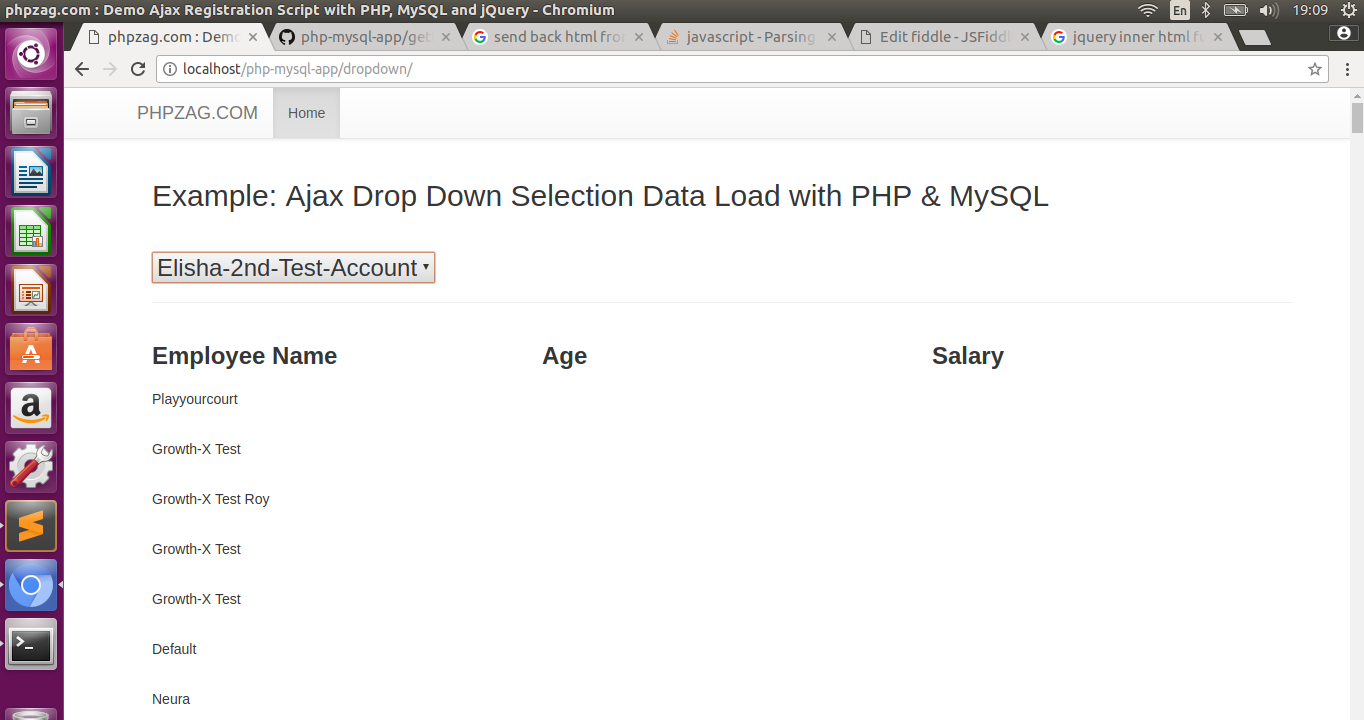 phpzag.com : Demo Ajax Registration Script with PHP, MySQL and jQuery - Chromium
En
19:09
phpzag.com : Demo
php-mysql-app/get
send back html fro
javascript - Parsing
Edit fiddle - JSFiddl
jquery inner html fu
localhost/php-mysql-app/dropdown/
PHPZAG.COM
Home
Example: Ajax Drop Down Selection Data Load with PHP & MySQL
Elisha-2nd-Test-Account
Employee Name
Age
Salary
Playyourcourt
Growth-X Test
Growth-X Test Roy
Growth-X Test
Growth-X Test
Default
Neura